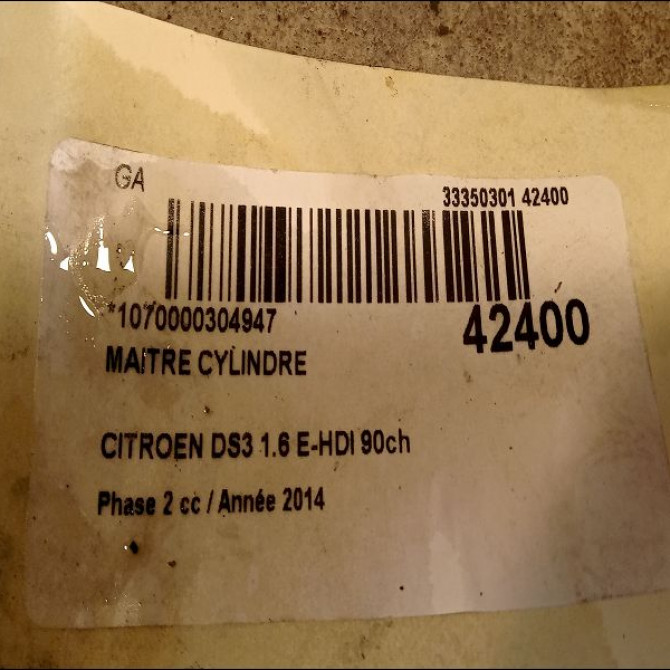 GA
33350301 42400
*1070000304947
42400
MAITRE CYLINDRE
CITROEN DS3 1.6 E-HDI 90ch
Phase 2 cc / Année 2014